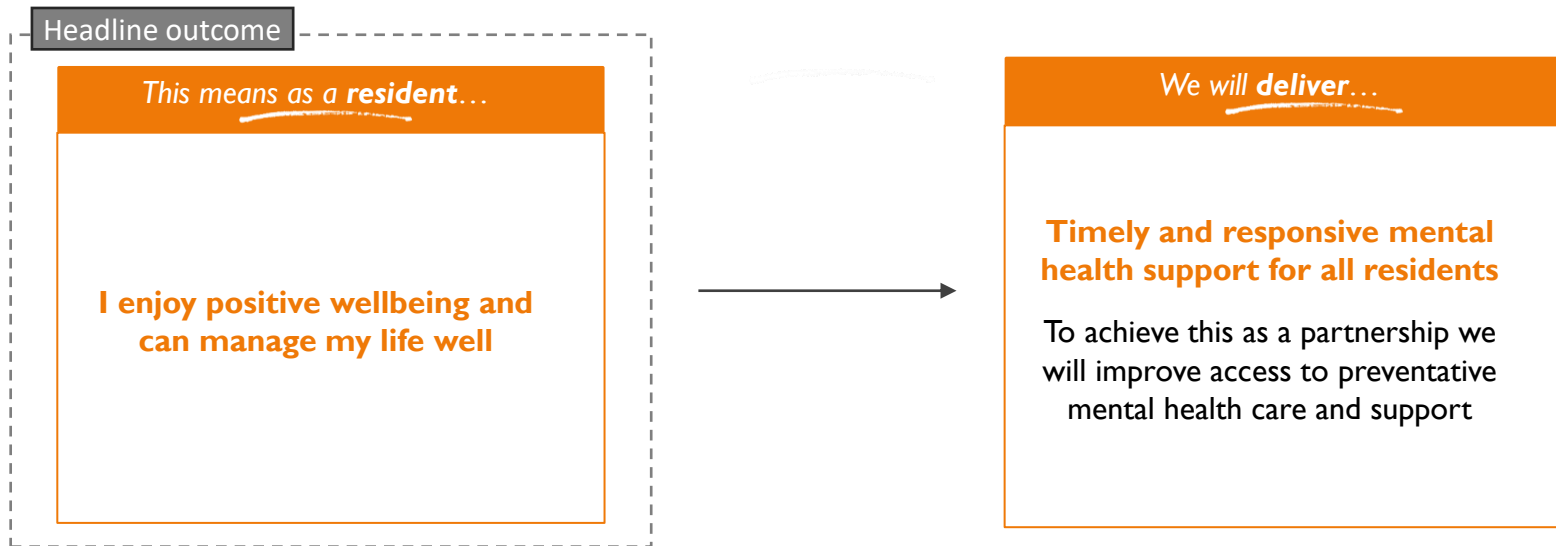 Headline outcome
This means as a resident…
I enjoy positive wellbeing and
can manage my life well
We will deliver…
Timely and responsive mental
health support for all residents
To achieve this as a partnership we
will improve access to preventative
mental health care and support